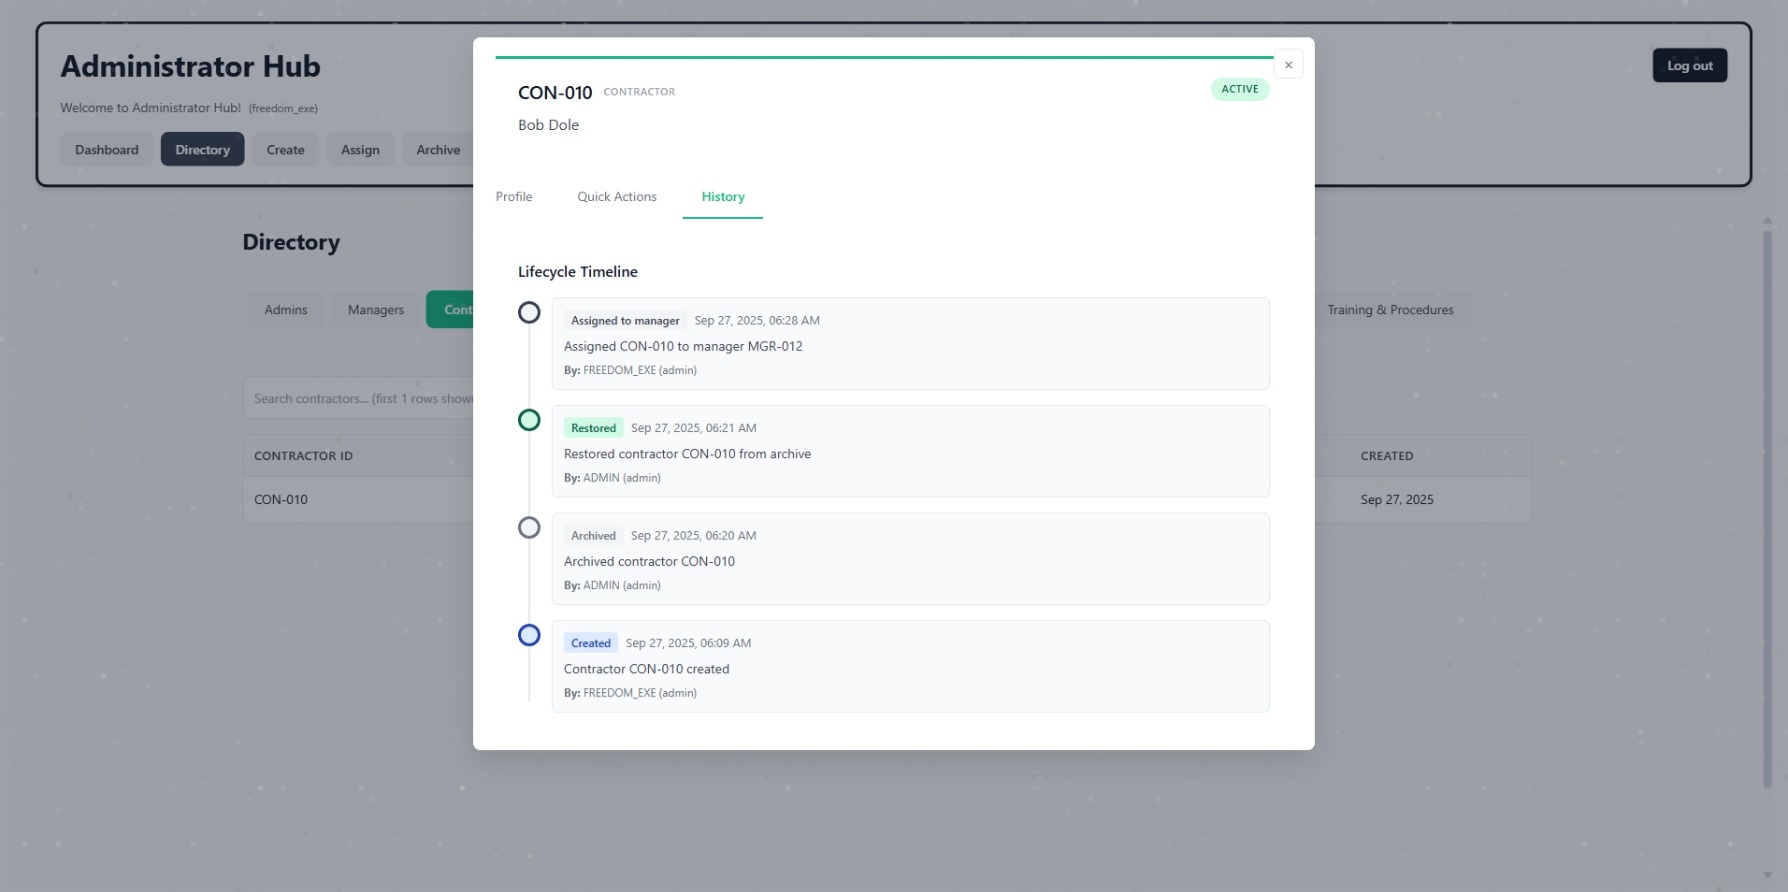 Administrator Hub
Log out
Welcome to Administrator Hub! (freedom_exe)
Dashboard
Directory
Create
Assign
Archive
Directory
Admins
Managers
Cont
Training & Procedures
Search contractors... (first 1 rows show
CONTRACTOR ID
CREATED
CON-010
Sep 27, 2025
×
CON-010 CONTRACTOR
ACTIVE
Bob Dole
Profile
Quick Actions
History
Lifecycle Timeline
Assigned to manager Sep 27, 2025, 06:28 AM
Assigned CON-010 to manager MGR-012
By: FREEDOM_EXE (admin)
Restored Sep 27, 2025, 06:21 AM
Restored contractor CON-010 from archive
By: ADMIN (admin)
Archived Sep 27, 2025, 06:20 AM
Archived contractor CON-010
By: ADMIN (admin)
Created Sep 27, 2025, 06:09 AM
Contractor CON-010 created
By: FREEDOM_EXE (admin)